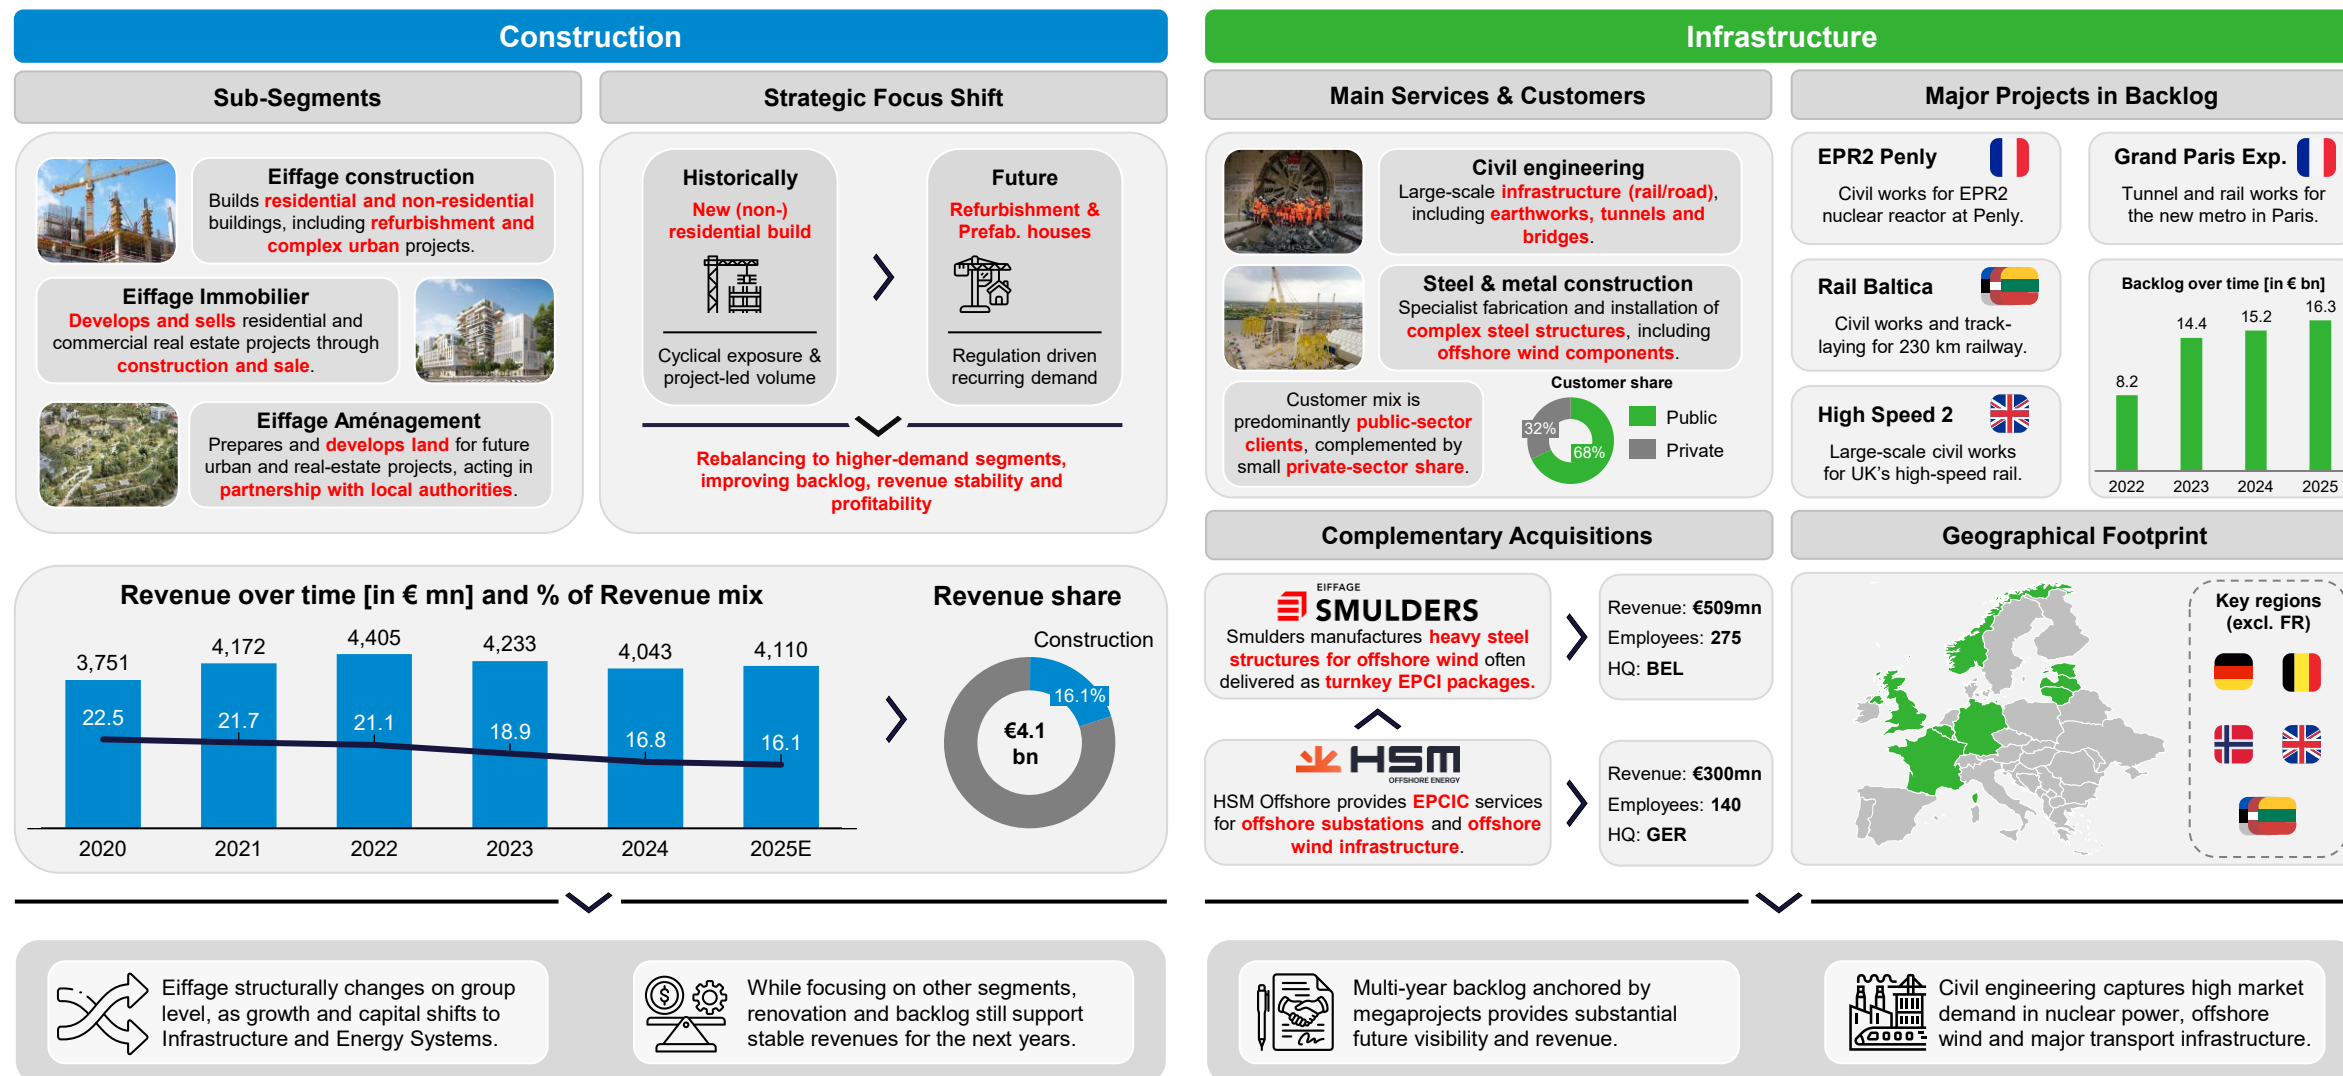 Construction
Sub-Segments
Eiffage construction
Builds residential and non-residential
buildings, including refurbishment and
complex urban projects.
Eiffage Immobilier
Develops and sells residential and
commercial real estate projects through
construction and sale.
Eiffage Aménagement
Prepares and develops land for future
urban and real-estate projects, acting in
partnership with local authorities.
Strategic Focus Shift
Historically
New (non-)
residential build
Cyclical exposure &
project-led volume
Future
Refurbishment &
Prefab. houses
Regulation driven
recurring demand
Rebalancing to higher-demand segments,
improving backlog, revenue stability and
profitability
Revenue over time [in € mn] and % of Revenue mix
3,751
4,172
4,405
4,233
4,043
4,110
22.5
21.7
21.1
18.9
16.8
16.1
2020
2021
2022
2023
2024
2025E
Revenue share
Construction
16.1%
€4.1
bn
Eiffage structurally changes on group
level, as growth and capital shifts to
Infrastructure and Energy Systems.
While focusing on other segments,
renovation and backlog still support
stable revenues for the next years.
Infrastructure
Main Services & Customers
Civil engineering
Large-scale infrastructure (rail/road),
including earthworks, tunnels and
bridges.
Steel & metal construction
Specialist fabrication and installation of
complex steel structures, including
offshore wind components.
Customer mix is
predominantly public-sector
clients, complemented by
small private-sector share.
Customer share
32%
68%
Public
Private
Major Projects in Backlog
EPR2 Penly
Civil works for EPR2
nuclear reactor at Penly.
Grand Paris Exp.
Tunnel and rail works for
the new metro in Paris.
Rail Baltica
Civil works and track-
laying for 230 km railway.
High Speed 2
Large-scale civil works
for UK's high-speed rail.
Backlog over time [in € bn]
8.2
14.4
15.2
16.3
2022
2023
2024
2025
Complementary Acquisitions
EIFFAGE
SMULDERS
Smulders manufactures heavy steel
structures for offshore wind often
delivered as turnkey EPCI packages.
Revenue: €509mn
Employees: 275
HQ: BEL
HSM
OFFSHORE ENERGY
HSM Offshore provides EPCIC services
for offshore substations and offshore
wind infrastructure.
Revenue: €300mn
Employees: 140
HQ: GER
Geographical Footprint
Key regions
(excl. FR)
Multi-year backlog anchored by
megaprojects provides substantial
future visibility and revenue.
Civil engineering captures high market
demand in nuclear power, offshore
wind and major transport infrastructure.